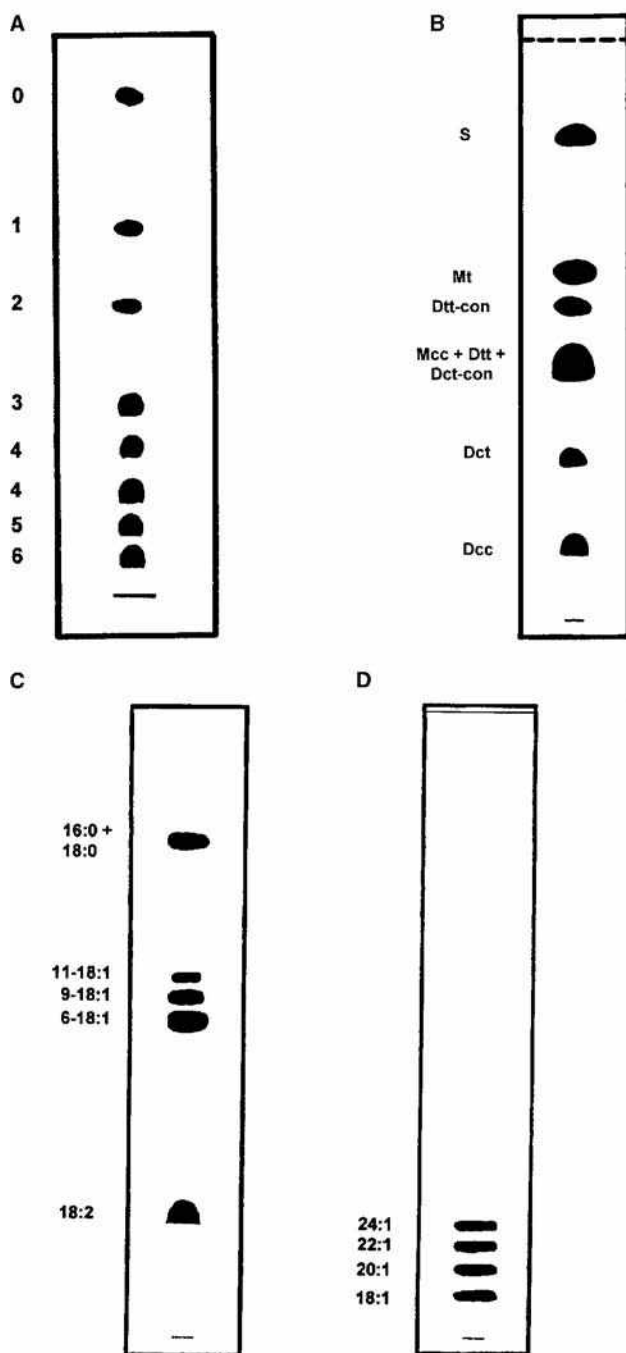 A
0
1
2
3
4
4
5
6
B
S
Mt
Dtt-con
Mcc + Dtt +
Dct-con
Dct
Dcc
C
16:0 +
18:0
11-18:1
9-18:1
6-18:1
18:2
D
24:1
22:1
20:1
18:1